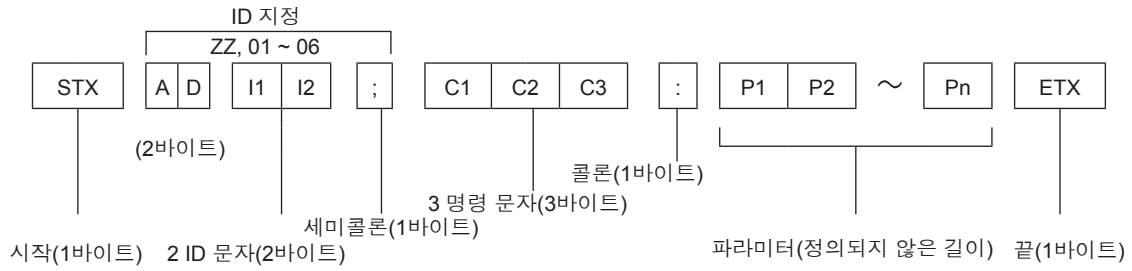 ID 지정
ZZ, 01 ~ 06
STX A D I1 I2 ; C1 C2 C3 : P1 P2 ～ Pn ETX
(2바이트)
콜론(1바이트)
3 명령 문자(3바이트)
세미콜론(1바이트)
시작(1바이트) 2 ID 문자(2바이트) 파라미터(정의되지 않은 길이) 끝(1바이트)